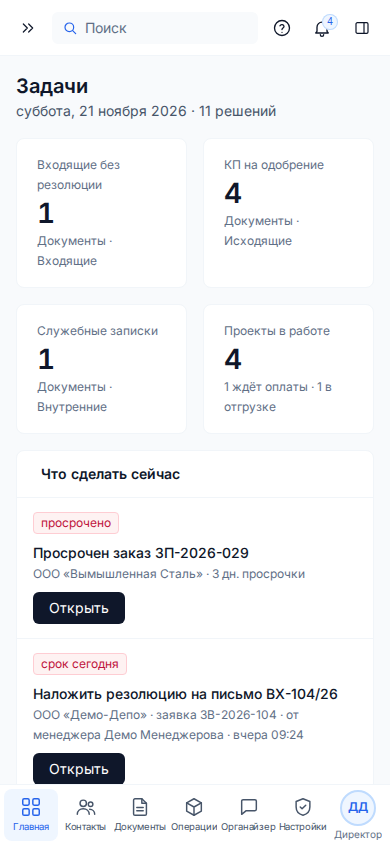 Поиск
4
Задачи
суббота, 21 ноября 2026 · 11 решений
Входящие без
резолюции
1
Документы ·
Входящие
КП на одобрение
4
Документы ·
Исходящие
Служебные записки
1
Документы ·
Внутренние
Проекты в работе
4
1 ждёт оплаты · 1 в
отгрузке
Что сделать сейчас
просрочено
Просрочен заказ ЗП-2026-029
ООО «Вымышленная Сталь» · 3 дн. просрочки
Открыть
срок сегодня
Наложить резолюцию на письмо ВХ-104/26
ООО «Демо-Депо» · заявка ЗВ-2026-104 · от
менеджера Демо Менеджерова · вчера 09:24
Открыть
Главная
Контакты
Документы
Операции
Органайзер
Настройки
ДД
Директор